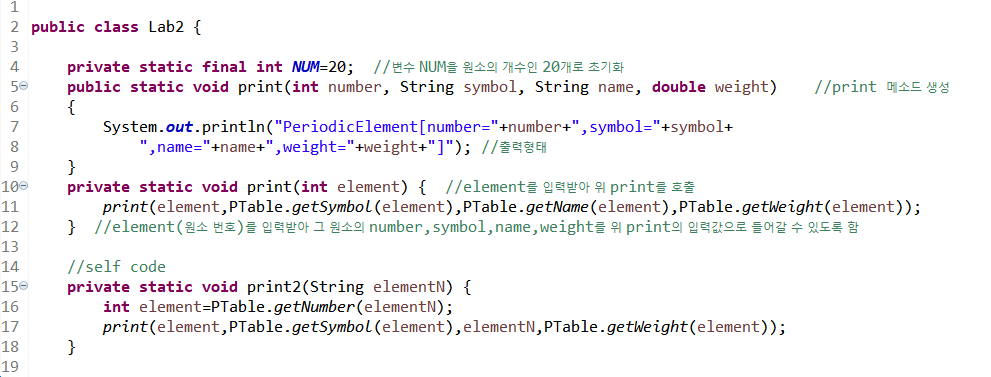 1
2 public class Lab2 {
3
4 private static final int NUM=20; //변수 NUM을 원소의 개수인 20개로 초기화
5 public static void print(int number, String symbol, String name, double weight) //print 메소드 생성
6 {
7 System.out.println("PeriodicElement[number="+number+",symbol="+symbol+
8 ",name="+name+",weight="+weight+"]"); //출력형태
9 }
10 private static void print(int element) { //element를 입력받아 위 print를 호출
11 print(element,PTable.getSymbol(element),PTable.getName(element),PTable.getWeight(element));
12 } //element(원소 번호)를 입력받아 그 원소의 number,symbol,name,weight를 위 print의 입력값으로 들어갈 수 있도록 함
13
14 //self code
15 private static void print2(String elementN) {
16 int element=PTable.getNumber(elementN);
17 print(element,PTable.getSymbol(element),elementN,PTable.getWeight(element));
18 }
19